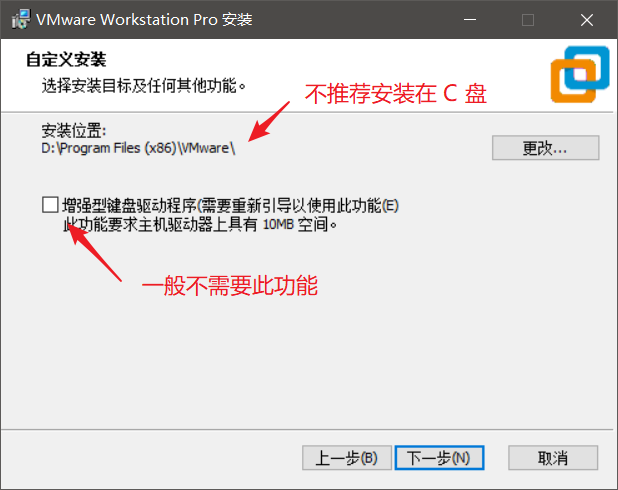 VMware Workstation Pro 安装
自定义安装
选择安装目标及任何其他功能。
不推荐安装在 C 盘
安装位置:
D:\Program Files (x86)\VMware\
更改...
增强型键盘驱动程序(需要重新引导以使用此功能(E)
此功能要求主机驱动器上具有 10MB 空间。
一般不需要此功能
上一步(B)
下一步(N)
取消